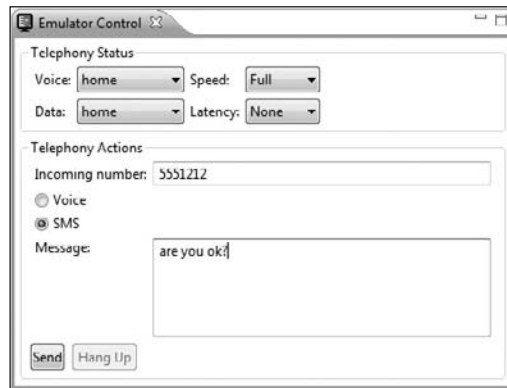 Emulator Control
Telephony Status
Voice: home Speed: Full
Data: home Latency: None
Telephony Actions
Incoming number: 5551212
Voice
SMS
Message: are you ok?
Send Hang Up